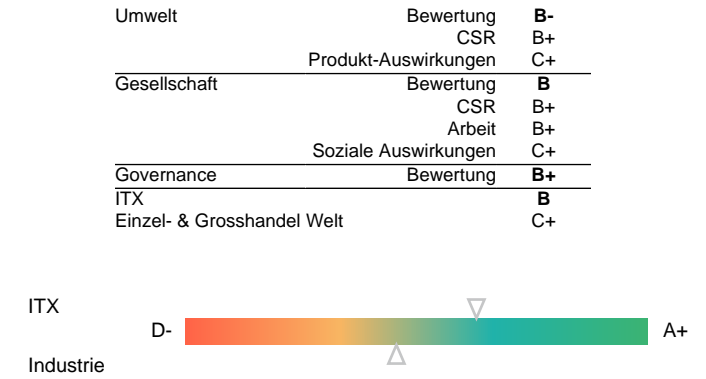 Umwelt Bewertung B-
CSR B+
Produkt-Auswirkungen C+
Gesellschaft Bewertung B
CSR B+
Arbeit B+
Soziale Auswirkungen C+
Governance Bewertung B+
ITX B
Einzel- & Grosshandel Welt C+
ITX
D- A+
Industrie